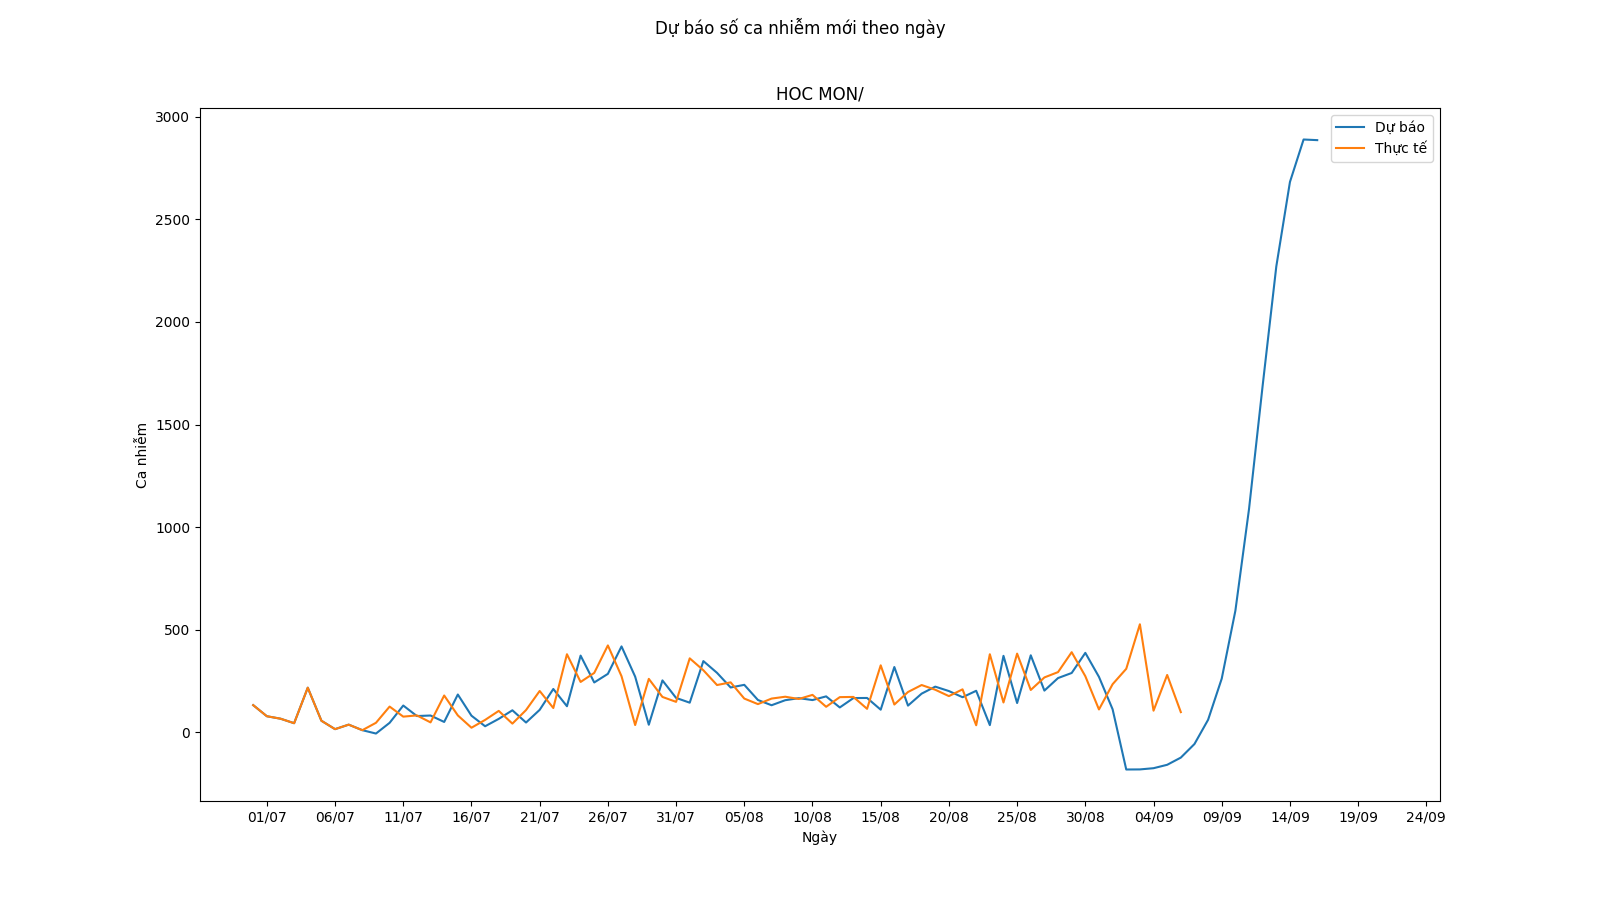 Dự báo số ca nhiễm mới theo ngày
HOC MON/
Dự báo
Thực tế
3000
2500
2000
1500
1000
500
0
Ca nhiễm
01/07 06/07 11/07 16/07 21/07 26/07 31/07 05/08 10/08 15/08 20/08 25/08 30/08 04/09 09/09 14/09 19/09 24/09
Ngày